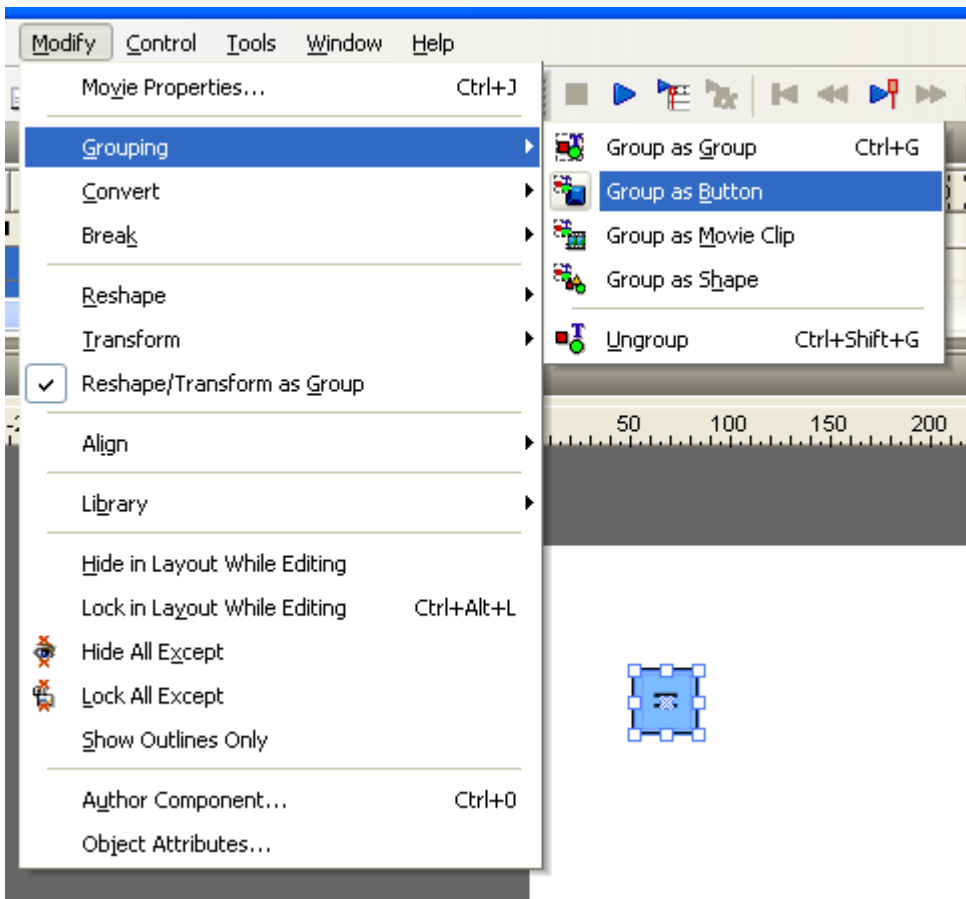 Modify Control Tools Window Help
Movie Properties... Ctrl+J
Grouping
Convert
Break
Reshape
Transform
Reshape/Transform as Group
Align
Library
Hide in Layout While Editing
Lock in Layout While Editing Ctrl+Alt+L
Hide All Except
Lock All Except
Show Outlines Only
Author Component... Ctrl+0
Object Attributes...
Group as Group Ctrl+G
Group as Button
Group as Movie Clip
Group as Shape
Ungroup Ctrl+Shift+G
50 100 150 200